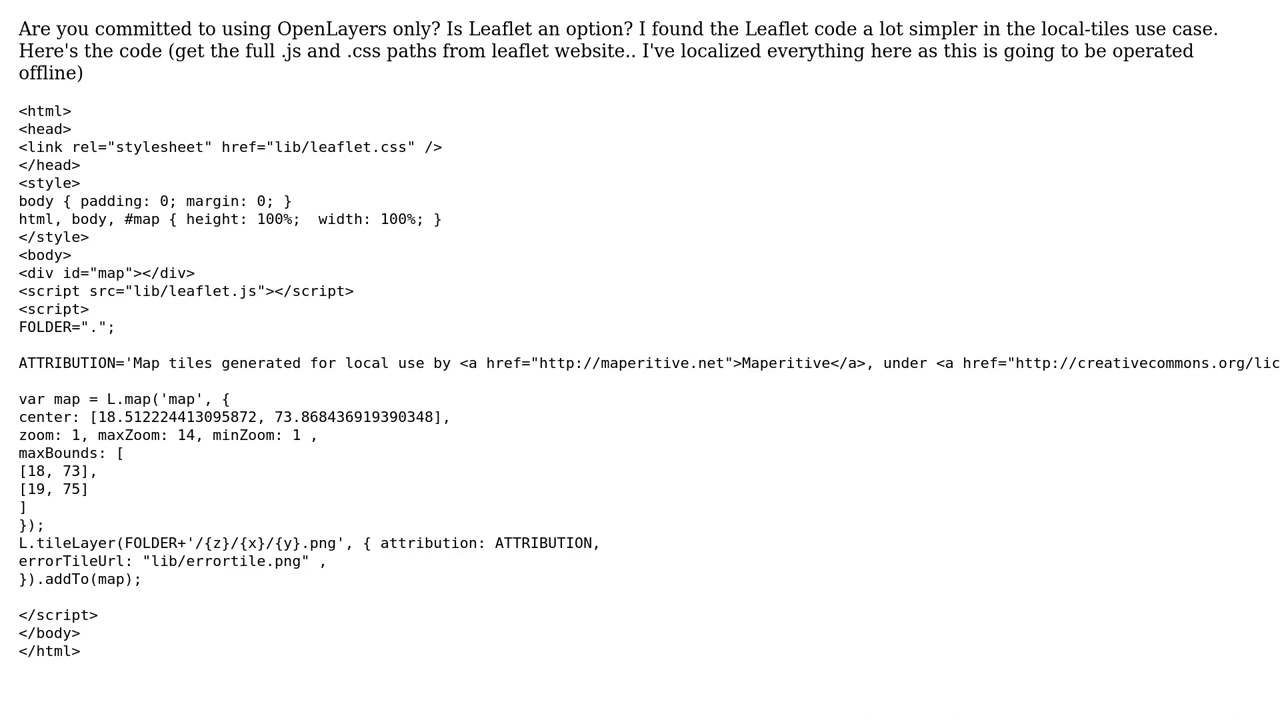 Are you committed to using OpenLayers only? Is Leaflet an option? I found the Leaflet code a lot simpler in the local-tiles use case.
Here's the code (get the full .js and .css paths from leaflet website.. I've localized everything here as this is going to be operated
offline)
<html>
<head>
<link rel="stylesheet" href="lib/leaflet.css" />
</head>
<style>
body { padding: 0; margin: 0; }
html, body, #map { height: 100%;  width: 100%; }
</style>
<body>
<div id="map"></div>
<script src="lib/leaflet.js"></script>
<script>
FOLDER=".";
ATTRIBUTION='Map tiles generated for local use by <a href="http://maperitive.net">Maperitive</a>, under <a href="http://creativecommons.org/lic
var map = L.map('map', {
center: [18.512224413095872, 73.868436919390348],
zoom: 1, maxZoom: 14, minZoom: 1 ,
maxBounds: [
[18, 73],
[19, 75]
]
});
L.tileLayer(FOLDER+'/{z}/{x}/{y}.png', { attribution: ATTRIBUTION,
errorTileUrl: "lib/errortile.png" ,
}).addTo(map);
</script>
</body>
</html>